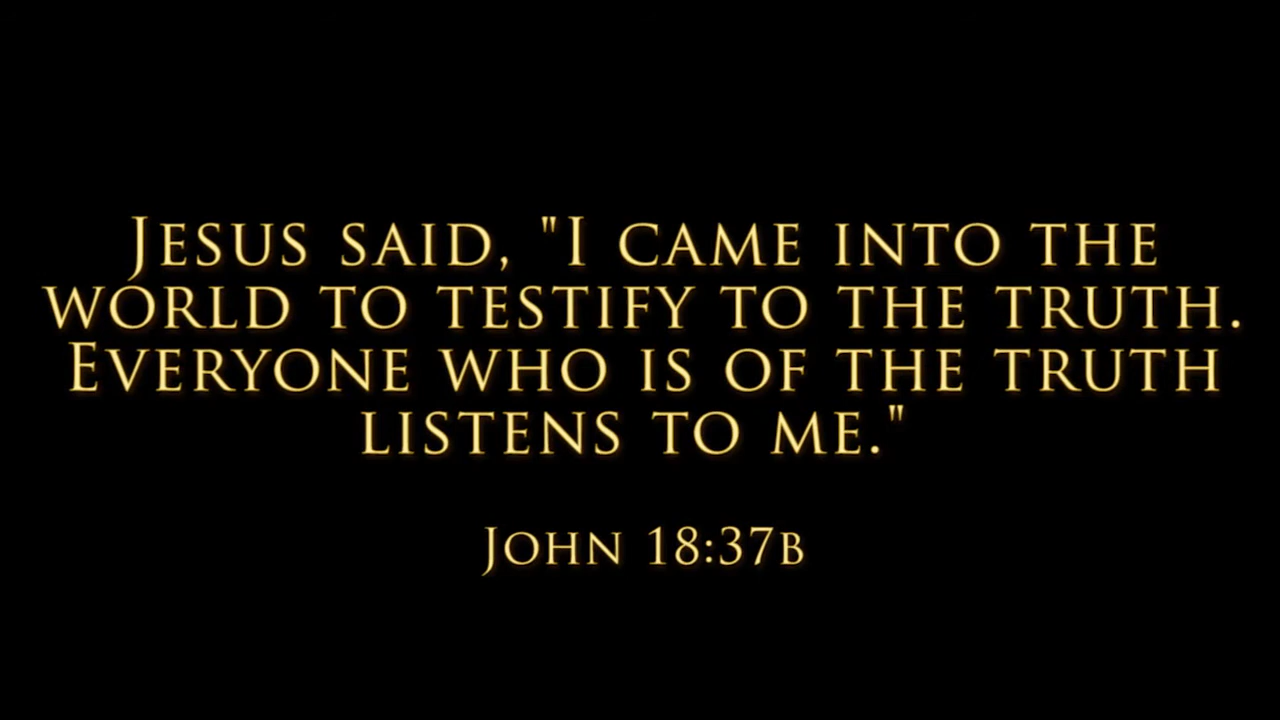 Jesus said, "I came into the
world to testify to the truth.
Everyone who is of the truth
listens to me."
John 18:37b